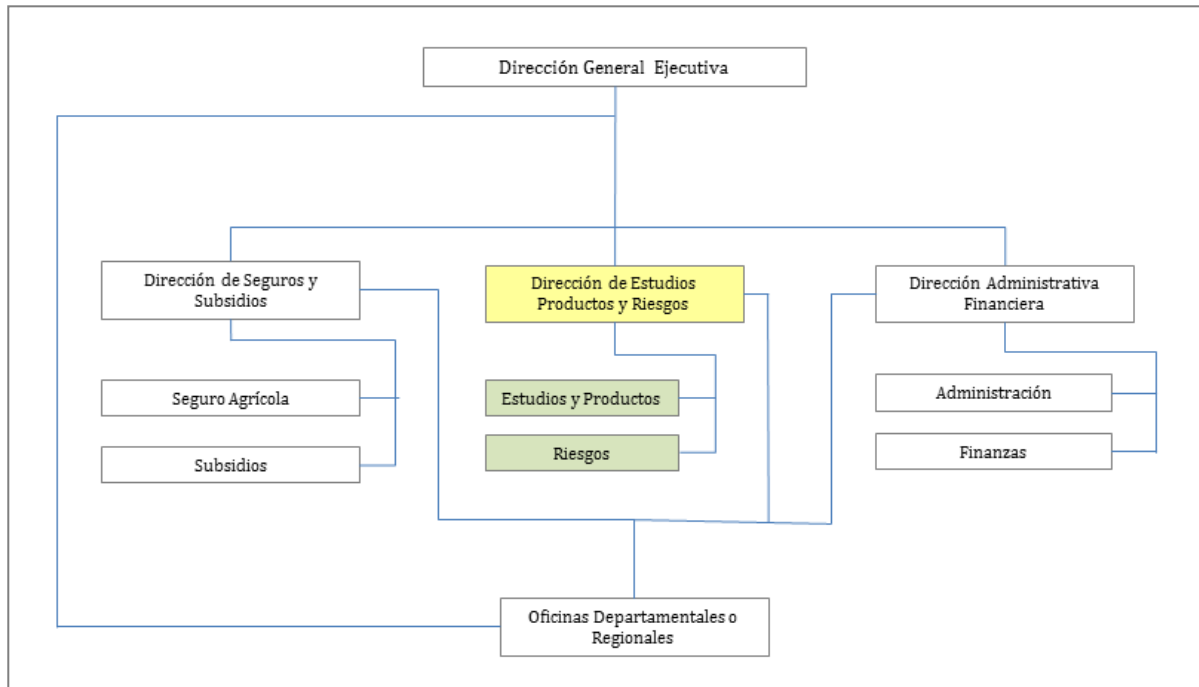 Dirección General Ejecutiva
Dirección de Seguros y
Subsidios
Dirección de Estudios
Productos y Riesgos
Dirección Administrativa
Financiera
Seguro Agrícola
Estudios y Productos
Administración
Subsidios
Riesgos
Finanzas
Oficinas Departamentales o
Regionales